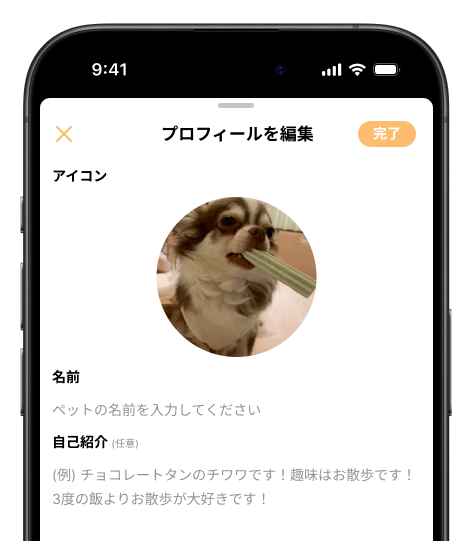 9:41
プロフィールを編集
完了
アイコン
名前
ペットの名前を入力してください
自己紹介 (任意)
(例) チョコレートタンのチワワです！趣味はお散歩です！
3度の飯よりお散歩が大好きです！